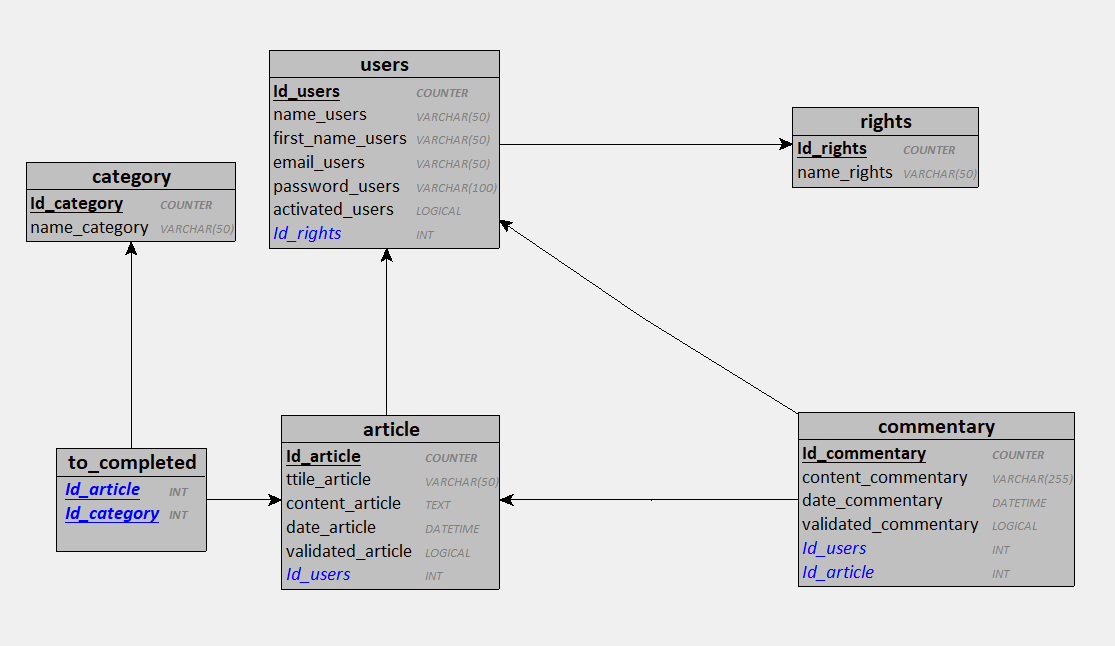 users
Id_users COUNTER
name_users VARCHAR(50)
first_name_users VARCHAR(50)
email_users VARCHAR(50)
password_users VARCHAR(100)
activated_users LOGICAL
Id_rights INT
rights
Id_rights COUNTER
name_rights VARCHAR(50)
category
Id_category COUNTER
name_category VARCHAR(50)
to_completed
Id_article INT
Id_category INT
article
Id_article COUNTER
ttile_article VARCHAR(50)
content_article TEXT
date_article DATETIME
validated_article LOGICAL
Id_users INT
commentary
Id_commentary COUNTER
content_commentary VARCHAR(255)
date_commentary DATETIME
validated_commentary LOGICAL
Id_users INT
Id_article INT